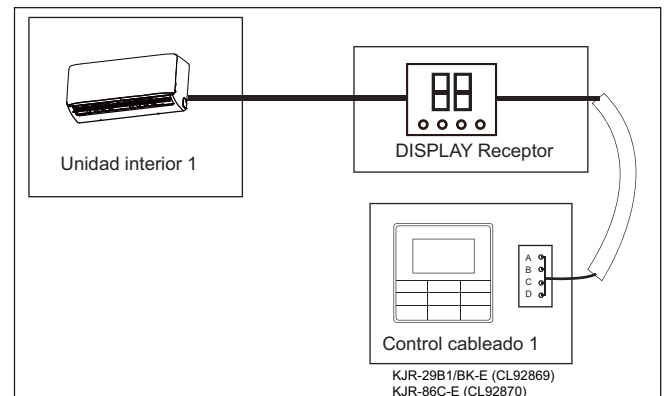 Unidad interior 1
DISPLAY Receptor
A
B
C
D
Control cableado 1
KJR-29B1/BK-E (CL92869)
KJR-86C-E (CL92870)